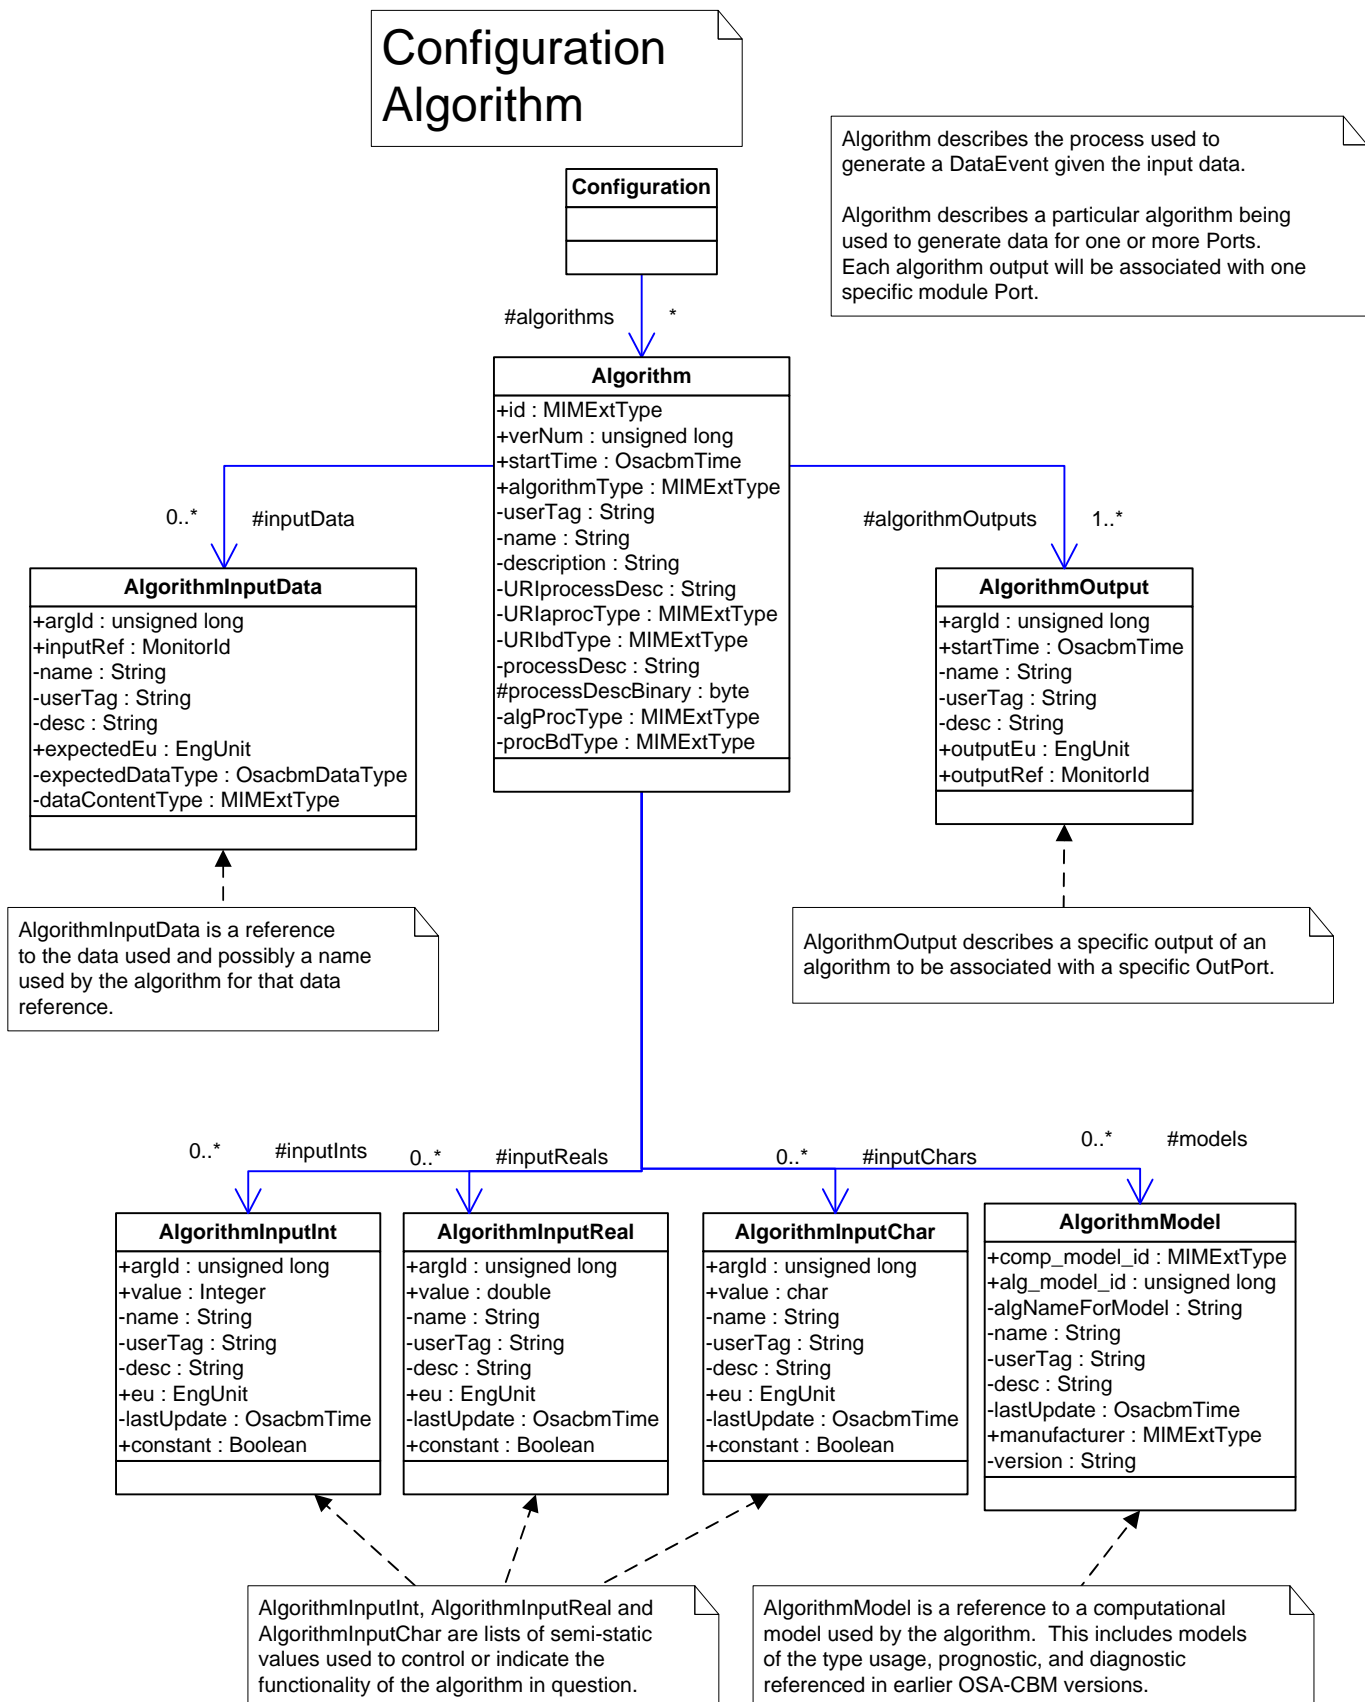 Configuration
Algorithm
Algorithm describes the process used to
generate a DataEvent given the input data.
Algorithm describes a particular algorithm being
used to generate data for one or more Ports.
Each algorithm output will be associated with one
specific module Port.
Configuration
#algorithms *
Algorithm
+id : MIMExtType
+verNum : unsigned long
+startTime : OsacbmTime
+algorithmType : MIMExtType
-userTag : String
-name : String
-description : String
-URIprocessDesc : String
-URIaprocType : MIMExtType
-URIbdType : MIMExtType
-processDesc : String
#processDescBinary : byte
-algProcType : MIMExtType
-procBdType : MIMExtType
0..* #inputData
AlgorithmInputData
+argId : unsigned long
+inputRef : MonitorId
-name : String
-userTag : String
-desc : String
+expectedEu : EngUnit
-expectedDataType : OsacbmDataType
-dataContentType : MIMExtType
#algorithmOutputs 1..*
AlgorithmOutput
+argId : unsigned long
+startTime : OsacbmTime
-name : String
-userTag : String
-desc : String
+outputEu : EngUnit
+outputRef : MonitorId
AlgorithmInputData is a reference
to the data used and possibly a name
used by the algorithm for that data
reference.
AlgorithmOutput describes a specific output of an
algorithm to be associated with a specific OutPort.
0..* #inputInts
AlgorithmInputInt
+argId : unsigned long
+value : Integer
-name : String
-userTag : String
-desc : String
+eu : EngUnit
-lastUpdate : OsacbmTime
+constant : Boolean
0..* #inputReals
AlgorithmInputReal
+argId : unsigned long
+value : double
-name : String
-userTag : String
-desc : String
+eu : EngUnit
-lastUpdate : OsacbmTime
+constant : Boolean
0..* #inputChars
AlgorithmInputChar
+argId : unsigned long
+value : char
-name : String
-userTag : String
-desc : String
+eu : EngUnit
-lastUpdate : OsacbmTime
+constant : Boolean
0..* #models
AlgorithmModel
+comp_model_id : MIMExtType
+alg_model_id : unsigned long
-algNameForModel : String
-name : String
-userTag : String
-desc : String
-lastUpdate : OsacbmTime
+manufacturer : MIMExtType
-version : String
AlgorithmInputInt, AlgorithmInputReal and
AlgorithmInputChar are lists of semi-static
values used to control or indicate the
functionality of the algorithm in question.
AlgorithmModel is a reference to a computational
model used by the algorithm.  This includes models
of the type usage, prognostic, and diagnostic
referenced in earlier OSA-CBM versions.